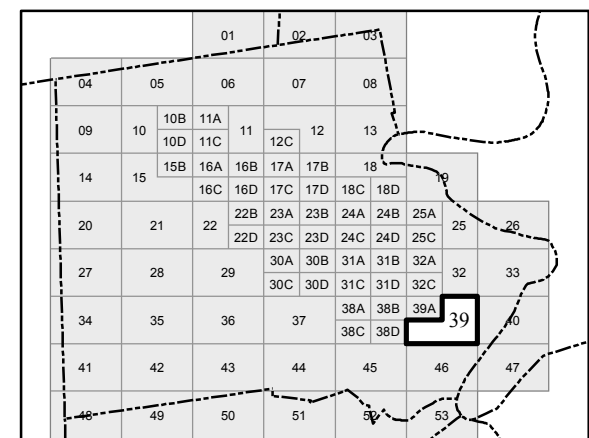 01 02 03
04 05 06 07 08
10B 11A
09 10 11 12 13
10D 11C 12C
15B 16A 16B 17A 17B 18
14 15 19
16C 16D 17C 17D 18C 18D
22B 23A 23B 24A 24B 25A
20 21 22 25 26
22D 23C 23D 24C 24D 25C
30A 30B 31A 31B 32A
27 28 29 32 33
30C 30D 31C 31D 32C
38A 38B 39A
34 35 36 37 39 40
38C 38D
41 42 43 44 45 46 47
48 49 50 51 52 53